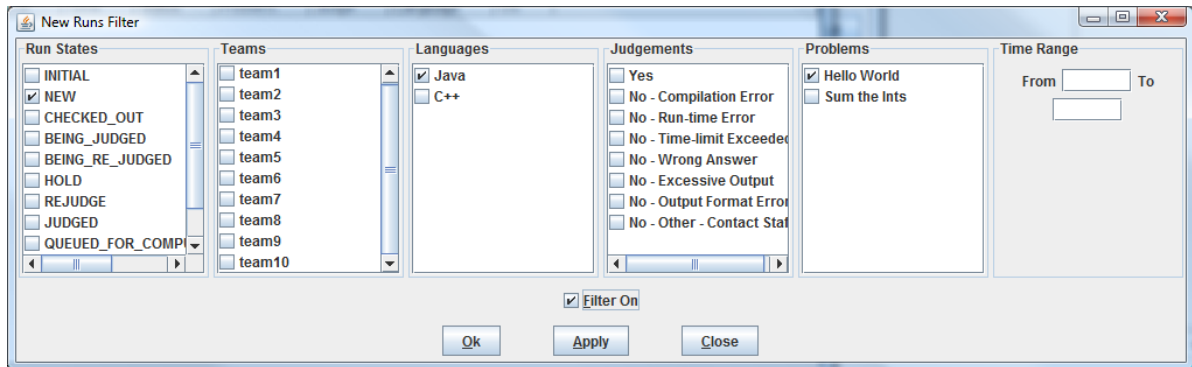 New Runs Filter
Run States
INITIAL
NEW
CHECKED_OUT
BEING_JUDGED
BEING_RE_JUDGED
HOLD
REJUDGE
JUDGED
QUEUED_FOR_COMPI
Teams
team1
team2
team3
team4
team5
team6
team7
team8
team9
team10
Languages
Java
C++
Judgements
Yes
No - Compilation Error
No - Run-time Error
No - Time-limit Exceeded
No - Wrong Answer
No - Excessive Output
No - Output Format Error
No - Other - Contact Staf
Problems
Hello World
Sum the Ints
Time Range
From To
Filter On
Ok Apply Close